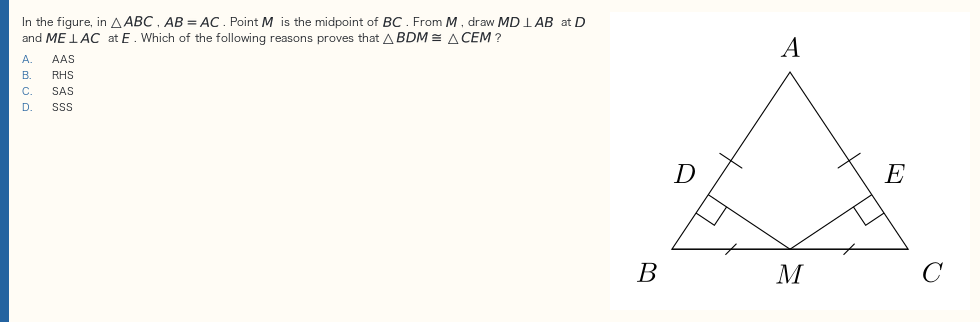 In the figure, in △ABC , AB = AC . Point M is the midpoint of BC . From M , draw MD ⊥ AB at D
and ME ⊥ AC at E . Which of the following reasons proves that △BDM ≅ △CEM ?
A. AAS
B. RHS
C. SAS
D. SSS
A
D
E
B
M
C